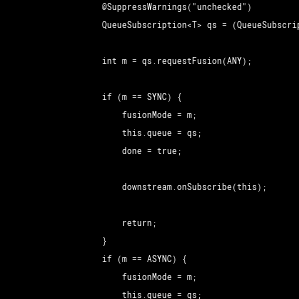 @SuppressWarnings("unchecked")
QueueSubscription<T> qs = (QueueSubscrip
int m = qs.requestFusion(ANY);
if (m == SYNC) {
fusionMode = m;
this.queue = qs;
done = true;
downstream.onSubscribe(this);
return;
}
if (m == ASYNC) {
fusionMode = m;
this.queue = qs;